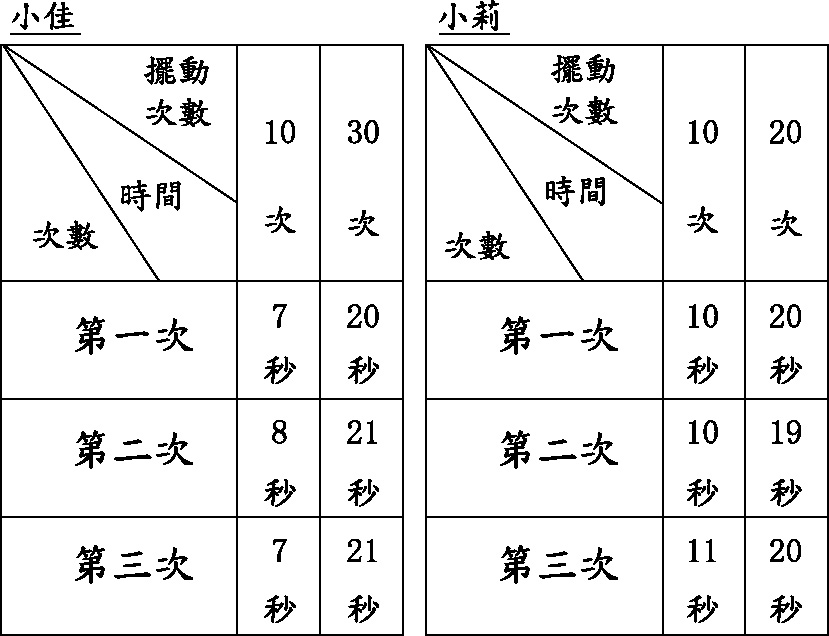 小佳
擺動
次數
時間
次數
10
次
30
次
第一次
7
秒
20
秒
第二次
8
秒
21
秒
第三次
7
秒
21
秒
小莉
擺動
次數
時間
次數
10
次
20
次
第一次
10
秒
20
秒
第二次
10
秒
19
秒
第三次
11
秒
20
秒